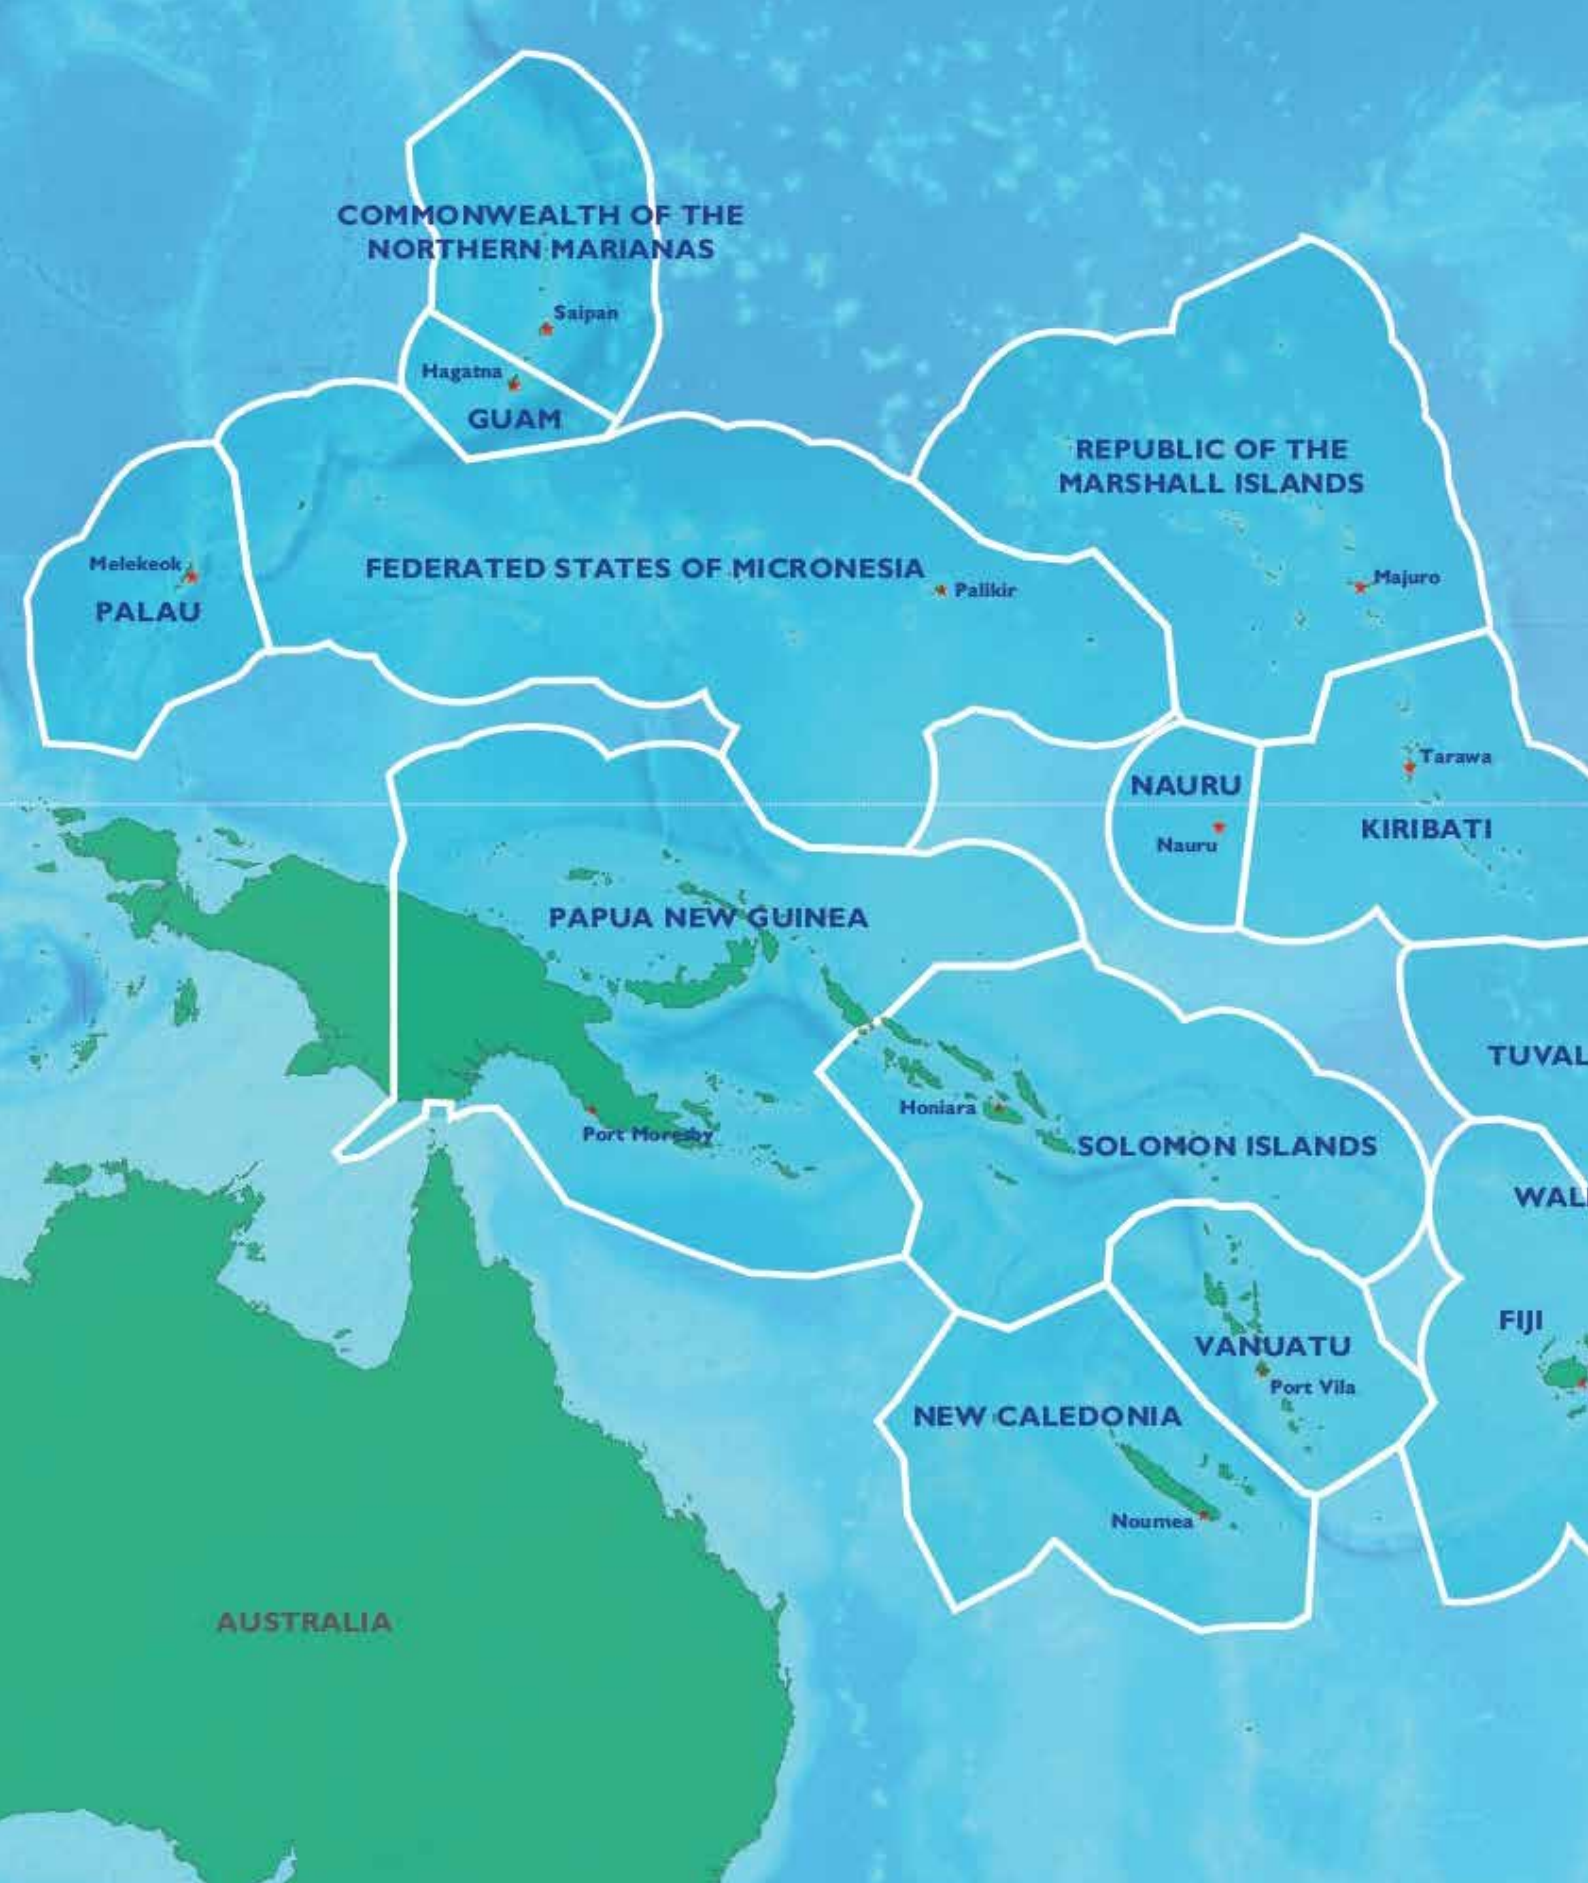 COMMONWEALTH OF THE
NORTHERN MARIANAS
Saipan
Hagatna
GUAM
REPUBLIC OF THE
MARSHALL ISLANDS
Melekeok
PALAU
FEDERATED STATES OF MICRONESIA
Palikir
Majuro
Tarawa
KIRIBATI
NAURU
Nauru
PAPUA NEW GUINEA
Port Moresby
Honiara
SOLOMON ISLANDS
TUVAL
WAL
FIJI
VANUATU
Port Vila
NEW CALEDONIA
Noumea
AUSTRALIA